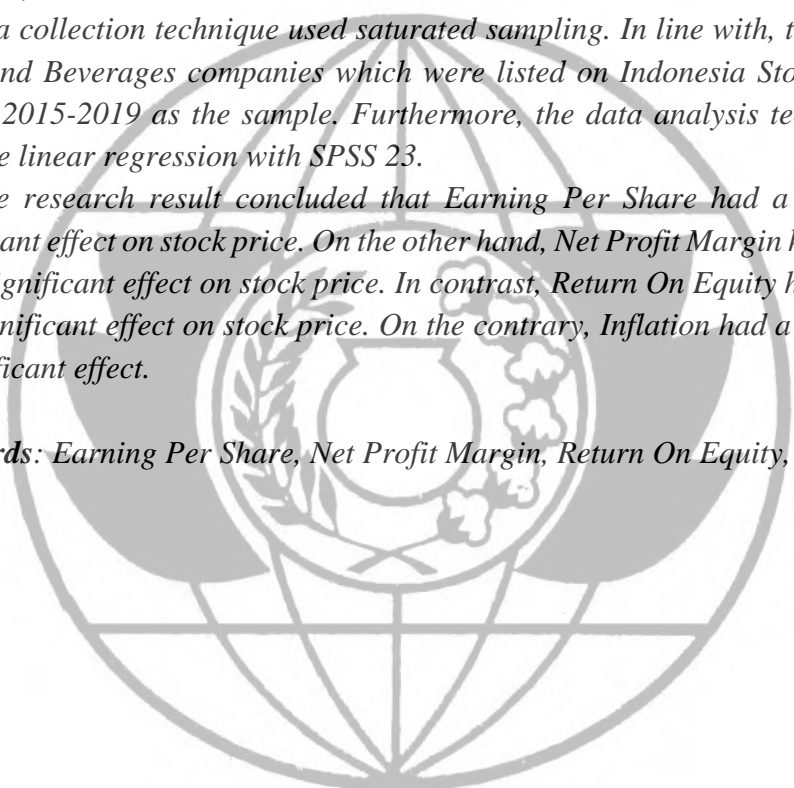 a collection technique used saturated sampling. In line with, t
nd Beverages companies which were listed on Indonesia Sto
2015-2019 as the sample. Furthermore, the data analysis te
e linear regression with SPSS 23.
e research result concluded that Earning Per Share had a
ant effect on stock price. On the other hand, Net Profit Margin h
ignificant effect on stock price. In contrast, Return On Equity h
nificant effect on stock price. On the contrary, Inflation had a
ficant effect.
rds: Earning Per Share, Net Profit Margin, Return On Equity,